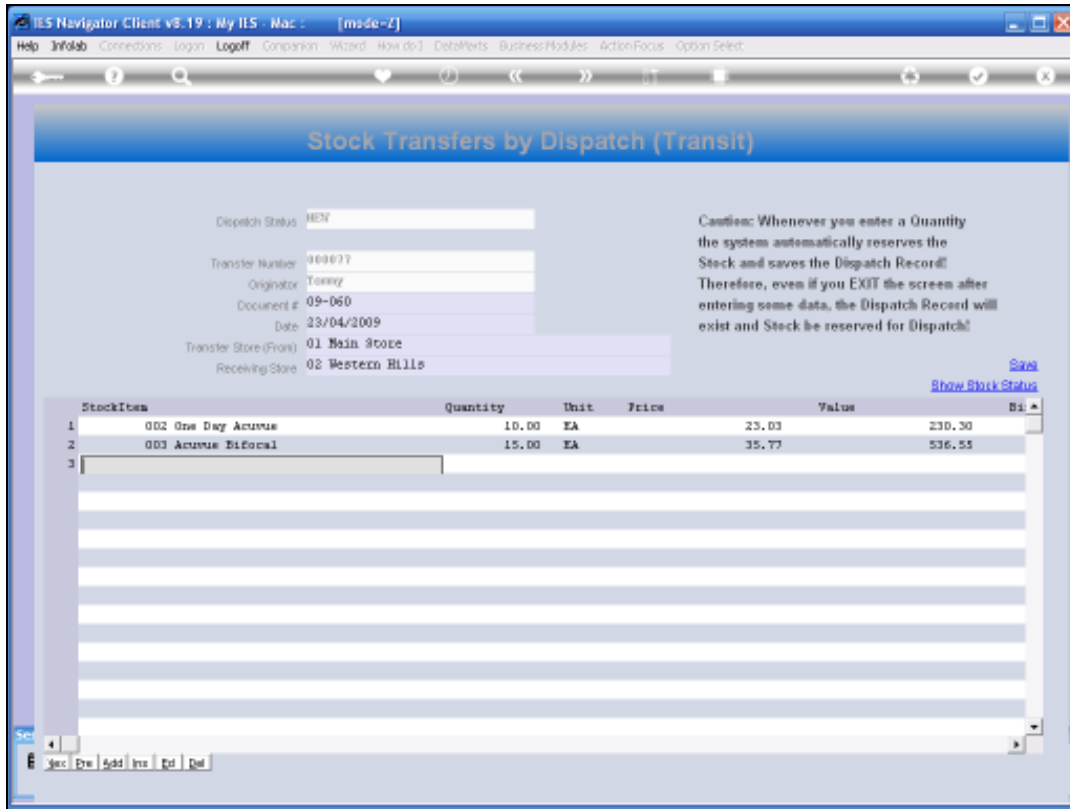 IES Navigator Client v8.19 : My IES - Mac : [mode=Z]
Help Infolab Connections Logon Logoff Companion Wizard How do I DataMarts Business Modules Action Focus Option Select
Stock Transfers by Dispatch (Transit)
Dispatch Status NEW
Transfer Number 000077
Originator Tommy
Document # 09-060
Date 23/04/2009
Transfer Store (From) 01 Main Store
Receiving Store 02 Western Hills
Caution: Whenever you enter a Quantity
the system automatically reserves the
Stock and saves the Dispatch Record!
Therefore, even if you EXIT the screen after
entering some data, the Dispatch Record will
exist and Stock be reserved for Dispatch!
Save
Show Stock Status
StockItem Quantity Unit Price Value Bi
1 002 One Day Acuvue 10.00 EA 23.03 230.30
2 003 Acuvue Bifocal 15.00 EA 35.77 536.55
3
Se
Pre Add Ins Ed Del